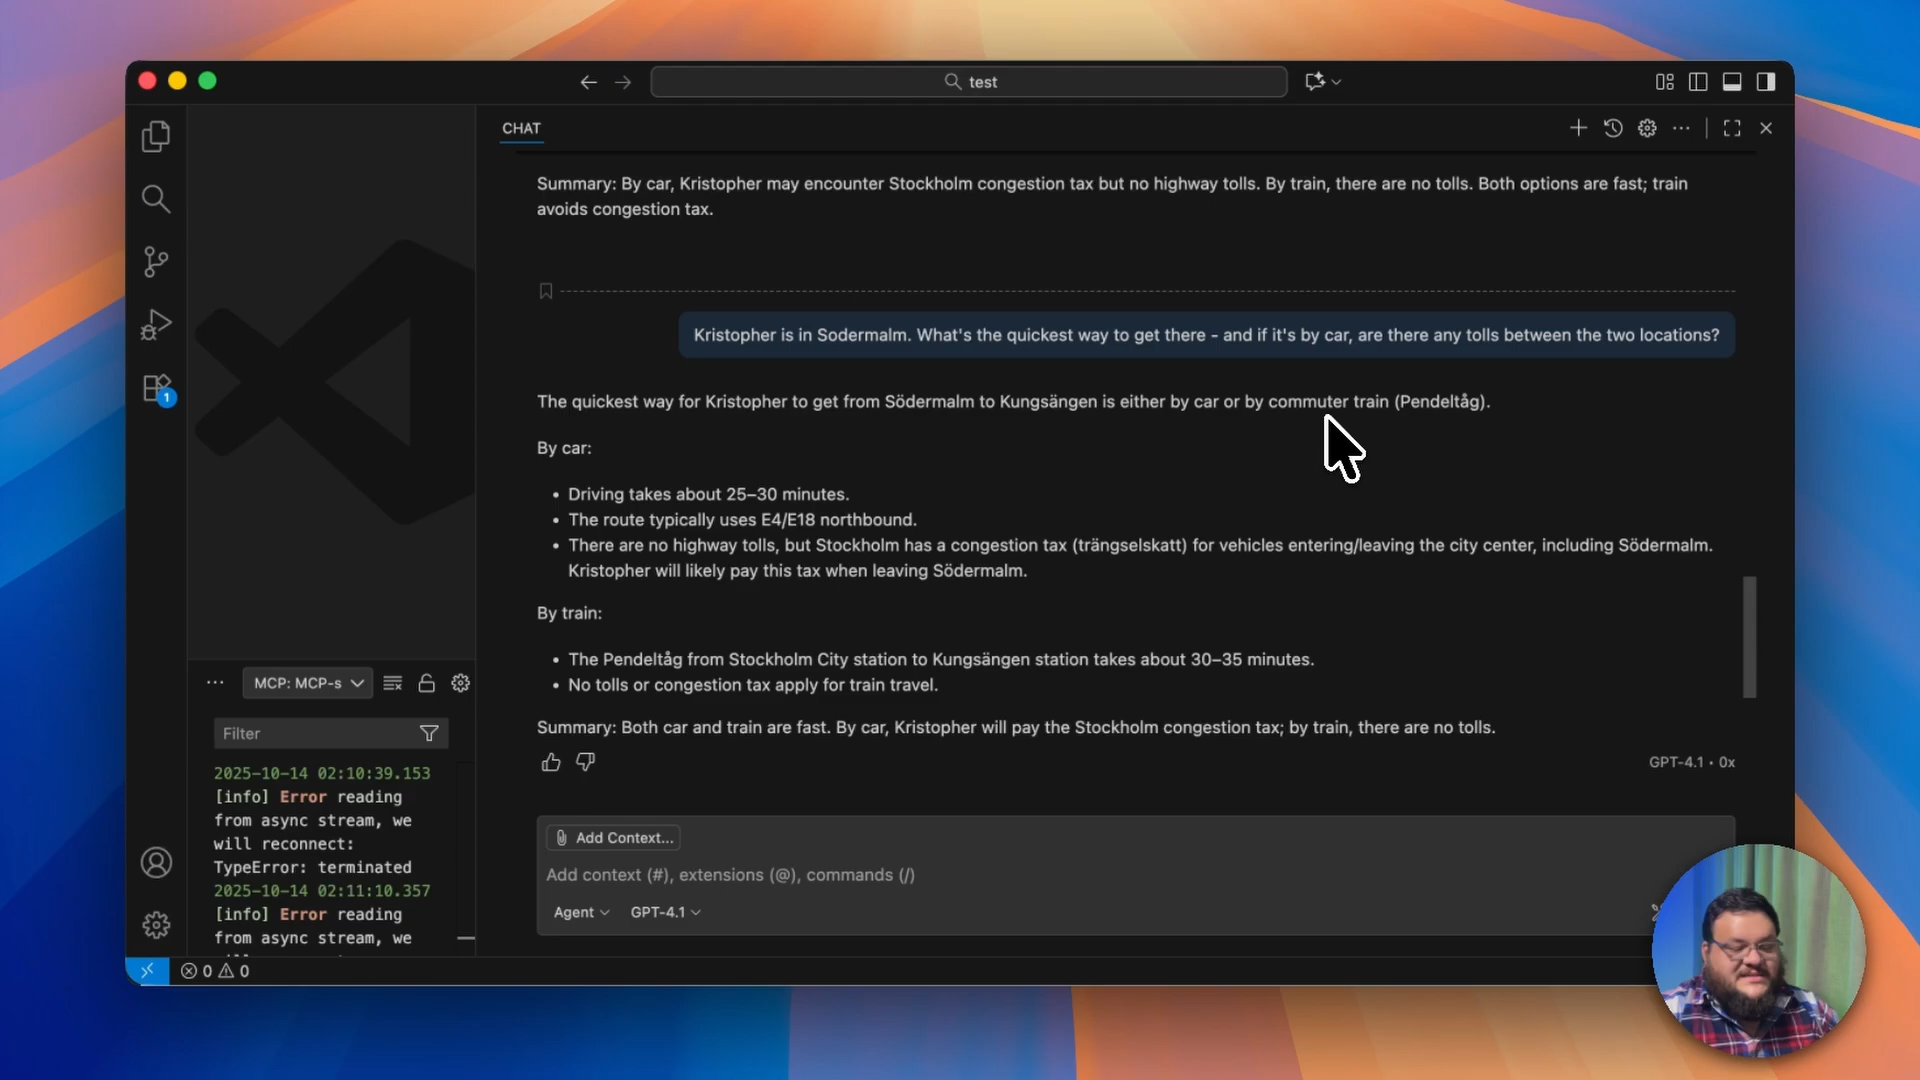 test
CHAT
Summary: By car, Kristopher may encounter Stockholm congestion tax but no highway tolls. By train, there are no tolls. Both options are fast; train
avoids congestion tax.
Kristopher is in Sodermalm. What's the quickest way to get there - and if it's by car, are there any tolls between the two locations?
The quickest way for Kristopher to get from Södermalm to Kungsängen is either by car or by commuter train (Pendeltåg).
By car:
• Driving takes about 25–30 minutes.
• The route typically uses E4/E18 northbound.
• There are no highway tolls, but Stockholm has a congestion tax (trängselskatt) for vehicles entering/leaving the city center, including Södermalm.
Kristopher will likely pay this tax when leaving Södermalm.
By train:
• The Pendeltåg from Stockholm City station to Kungsängen station takes about 30–35 minutes.
• No tolls or congestion tax apply for train travel.
Summary: Both car and train are fast. By car, Kristopher will pay the Stockholm congestion tax; by train, there are no tolls.
GPT-4.1 • 0x
Add Context...
Add context (#), extensions (@), commands (/)
Agent GPT-4.1
1
MCP: MCP-s
Filter
2025-10-14 02:10:39.153
[info] Error reading
from async stream, we
will reconnect:
TypeError: terminated
2025-10-14 02:11:10.357
[info] Error reading
from async stream, we
0 0